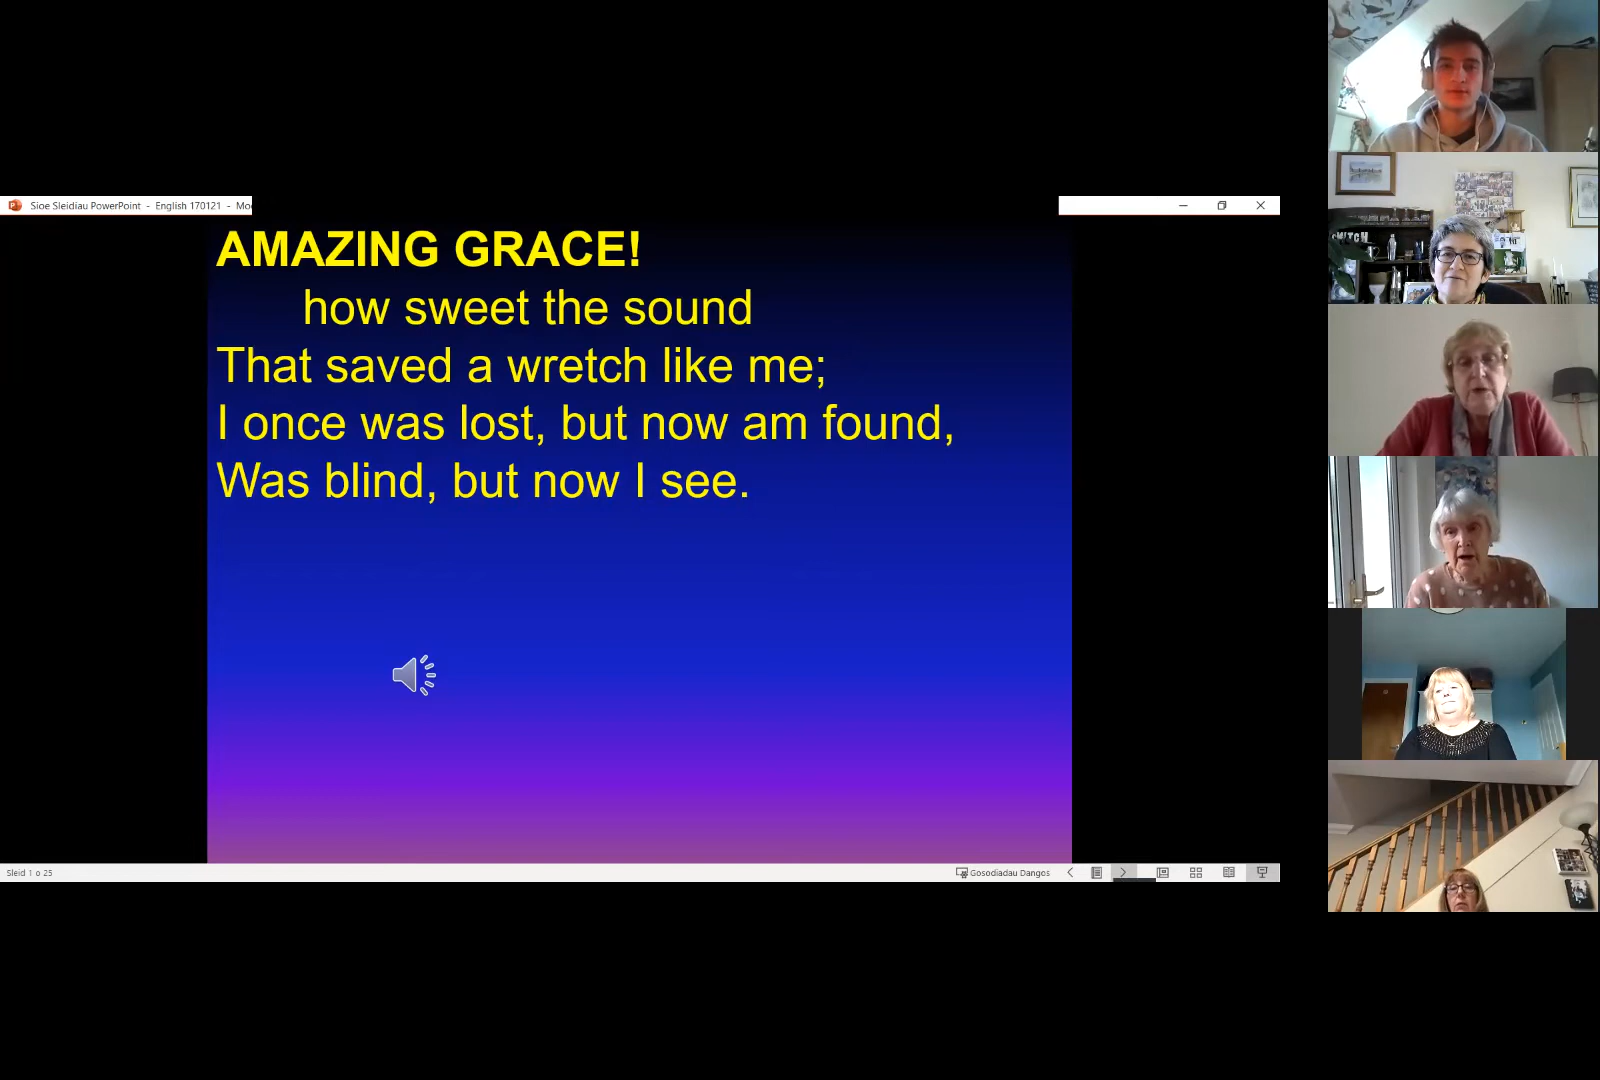 Sioe Sleidiau PowerPoint - English 170121 - Mo
AMAZING GRACE!
how sweet the sound
That saved a wretch like me;
I once was lost, but now am found,
Was blind, but now I see.
Sleid 1 o 25
Gosodiadau Dangos